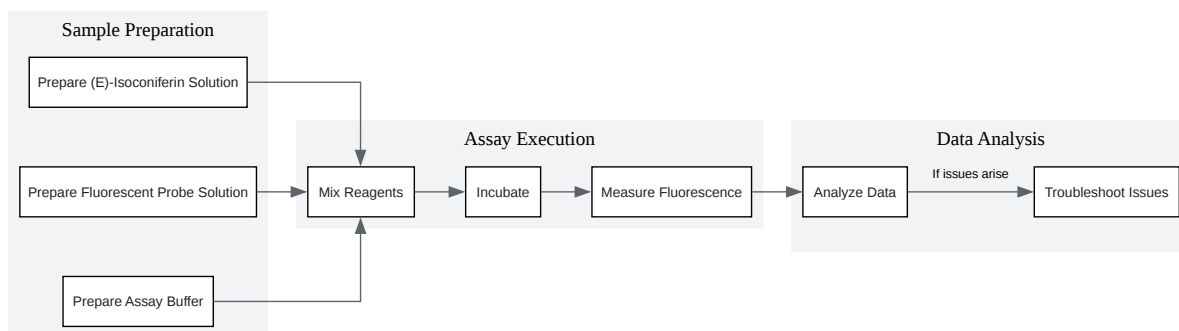 Sample Preparation
Prepare (E)-Isoconiferin Solution
Prepare Fluorescent Probe Solution
Prepare Assay Buffer
Assay Execution
Mix Reagents
Incubate
Measure Fluorescence
Data Analysis
Analyze Data
If issues arise
Troubleshoot Issues